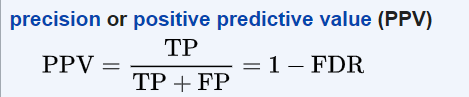 precision or positive predictive value (PPV)
PPV = TP / (TP + FP) = 1 − FDR